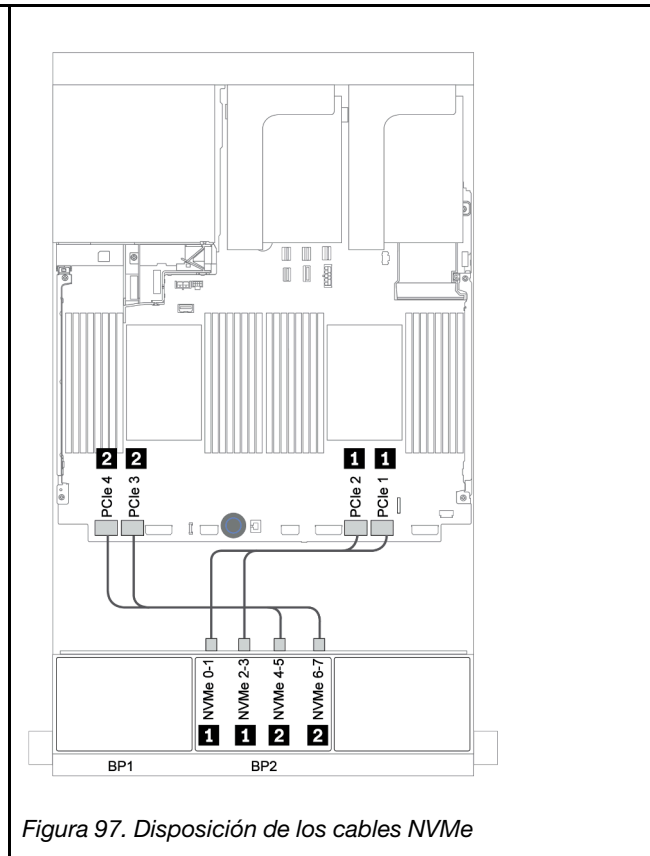 2 2 1 1
PCIe 4 PCIe 3 PCIe 2 PCIe 1
NVMe 0-1 NVMe 2-3 NVMe 4-5 NVMe 6-7
1 1 2 2
BP1 BP2
Figura 97. Disposición de los cables NVMe